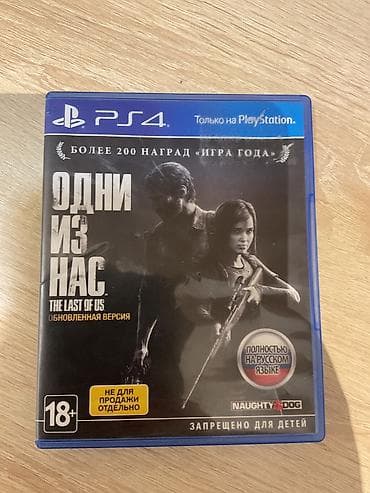 PS4
Только на PlayStation®
БОЛЕЕ 200 НАГРАД «ИГРА ГОДА»
ОДНИ
ИЗ
НАС
THE LAST OF US
ОБНОВЛЕННАЯ ВЕРСИЯ
ПОЛНОСТЬЮ
НА РУССКОМ
ЯЗЫКЕ
НЕ ДЛЯ
ПРОДАЖИ
ОТДЕЛЬНО
18+
NAUGHTY DOG
ЗАПРЕЩЕНО ДЛЯ ДЕТЕЙ